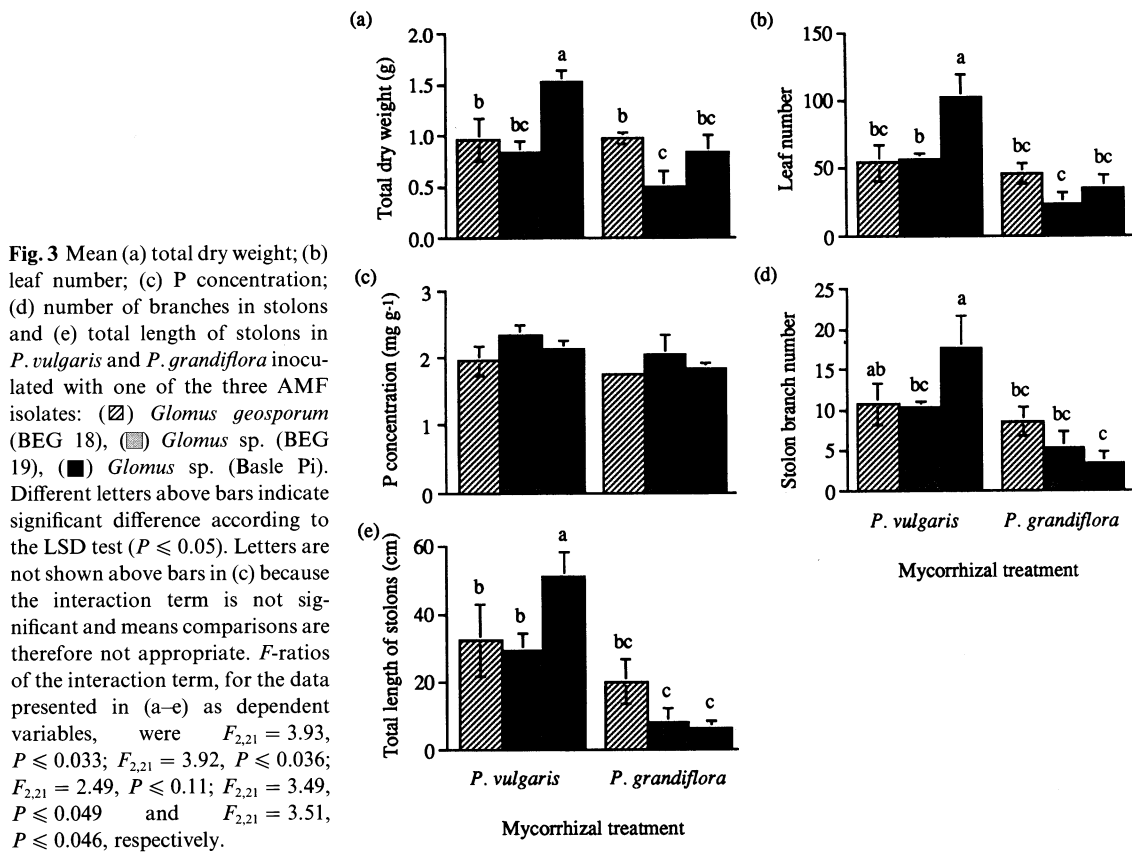 Fig. 3 Mean (a) total dry weight; (b)
leaf number; (c) P concentration;
(d) number of branches in stolons
and (e) total length of stolons in
P. vulgaris and P. grandiflora inocu-
lated with one of the three AMF
isolates: (▨) Glomus geosporum
(BEG 18), (▒) Glomus sp. (BEG
19), (■) Glomus sp. (Basle Pi).
Different letters above bars indicate
significant difference according to
the LSD test (P ⩽ 0.05). Letters are
not shown above bars in (c) because
the interaction term is not sig-
nificant and means comparisons are
therefore not appropriate. F-ratios
of the interaction term, for the data
presented in (a–e) as dependent
variables, were F2,21 = 3.93,
P ⩽ 0.033; F2,21 = 3.92, P ⩽ 0.036;
F2,21 = 2.49, P ⩽ 0.11; F2,21 = 3.49,
P ⩽ 0.049 and F2,21 = 3.51,
P ⩽ 0.046, respectively.
(a)
Total dry weight (g)
2.0
1.5
1.0
0.5
0.0
b bc a b c bc
(b)
Leaf number
150
100
50
0
bc b a bc c bc
(c)
P concentration (mg g-1)
3
2
1
0
(d)
Stolon branch number
25
20
15
10
5
0
ab bc a bc bc c
P. vulgaris P. grandiflora
Mycorrhizal treatment
(e)
Total length of stolons (cm)
60
40
20
0
b b a bc c c
P. vulgaris P. grandiflora
Mycorrhizal treatment